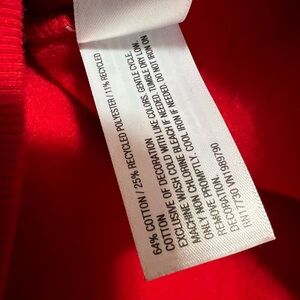 64% COTTON / 25% RECYCLED POLYESTER / 11% RECYCLED
COTTON
EXCLUSIVE OF DECORATION
MACHINE WASH COLD WITH LIKE COLORS, GENTLE CYCLE.
ONLY NON-CHLORINE BLEACH IF NEEDED. TUMBLE DRY LOW.
REMOVE PROMPTLY. COOL IRON IF NEEDED. DO NOT IRON ON
DECORATION
RN117730 VN1989790